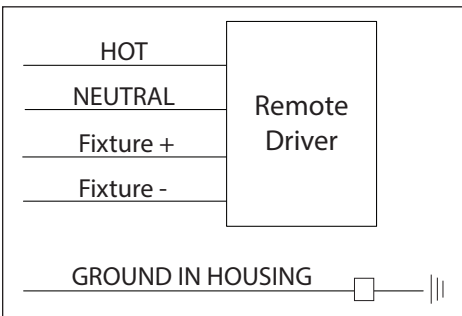 HOT
NEUTRAL
Fixture +
Fixture -
Remote
Driver
GROUND IN HOUSING